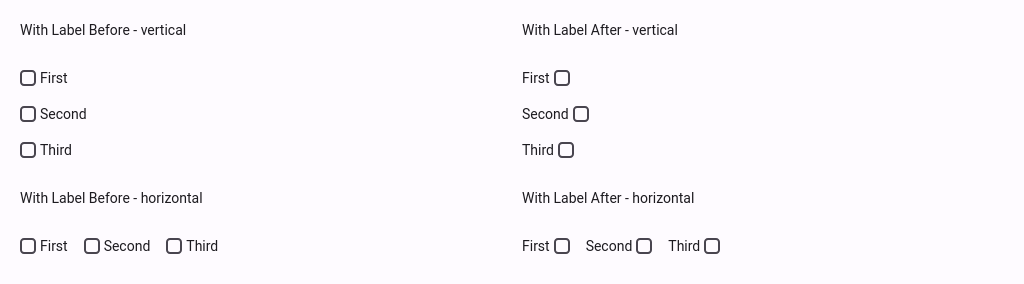 With Label Before - vertical
First
Second
Third
With Label Before - horizontal
First Second Third
With Label After - vertical
First
Second
Third
With Label After - horizontal
First Second Third